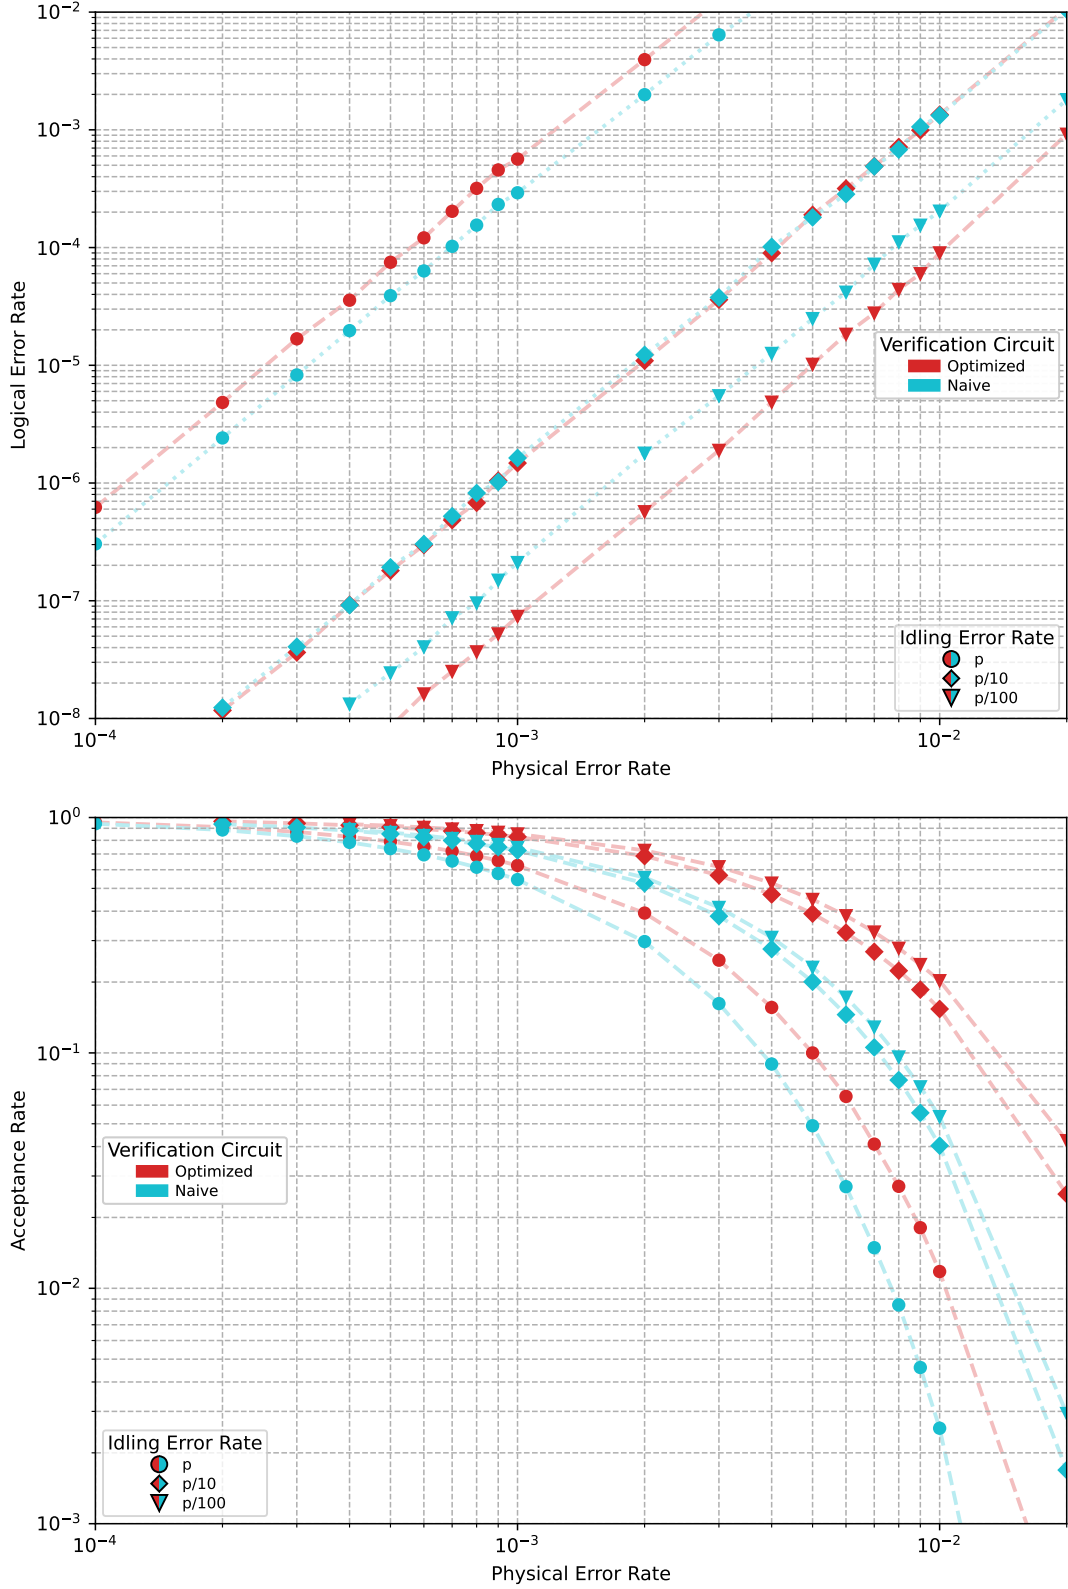 10⁻²
10⁻³
10⁻⁴
10⁻⁵
10⁻⁶
10⁻⁷
10⁻⁸
Logical Error Rate
Verification Circuit
Optimized
Naive
Idling Error Rate
p
p/10
p/100
10⁻⁴
10⁻³
10⁻²
Physical Error Rate
10⁰
10⁻¹
10⁻²
10⁻³
Acceptance Rate
Verification Circuit
Optimized
Naive
Idling Error Rate
p
p/10
p/100
10⁻⁴
10⁻³
10⁻²
Physical Error Rate